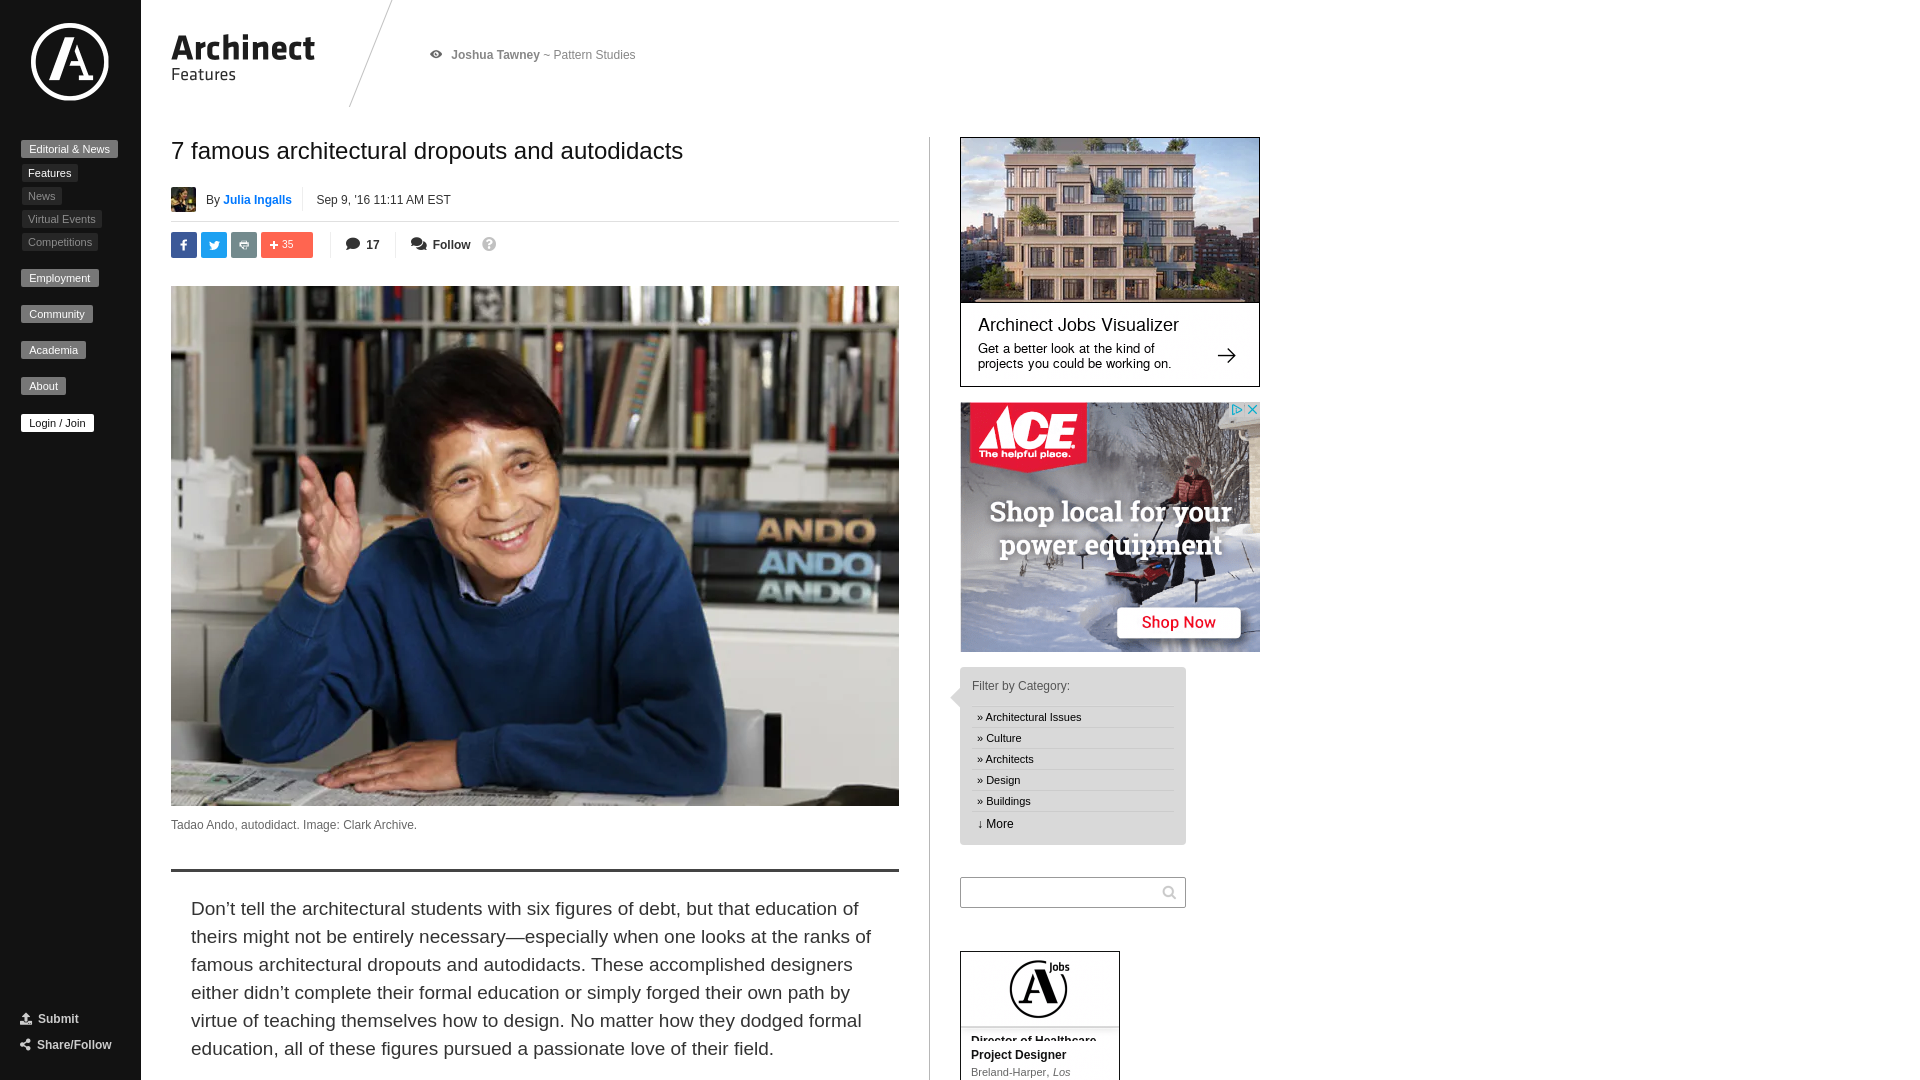 Archinect
Features
Joshua Tawney ~ Pattern Studies
Editorial & News
Features
News
Virtual Events
Competitions
Employment
Community
Academia
About
Login / Join
Submit
Share/Follow
7 famous architectural dropouts and autodidacts
By Julia Ingalls
Sep 9, '16 11:11 AM EST
35
17
Follow
?
ANDO
ANDO
ANDO
Tadao Ando, autodidact. Image: Clark Archive.
Don’t tell the architectural students with six figures of debt, but that education of
theirs might not be entirely necessary—especially when one looks at the ranks of
famous architectural dropouts and autodidacts. These accomplished designers
either didn’t complete their formal education or simply forged their own path by
virtue of teaching themselves how to design. No matter how they dodged formal
education, all of these figures pursued a passionate love of their field.
Archinect Jobs Visualizer
Get a better look at the kind of
projects you could be working on.
ACE
The helpful place.
Shop local for your
power equipment
Shop Now
Filter by Category:
» Architectural Issues
» Culture
» Architects
» Design
» Buildings
↓ More
Jobs
Director of Healthcare
Project Designer
Breland-Harper, Los